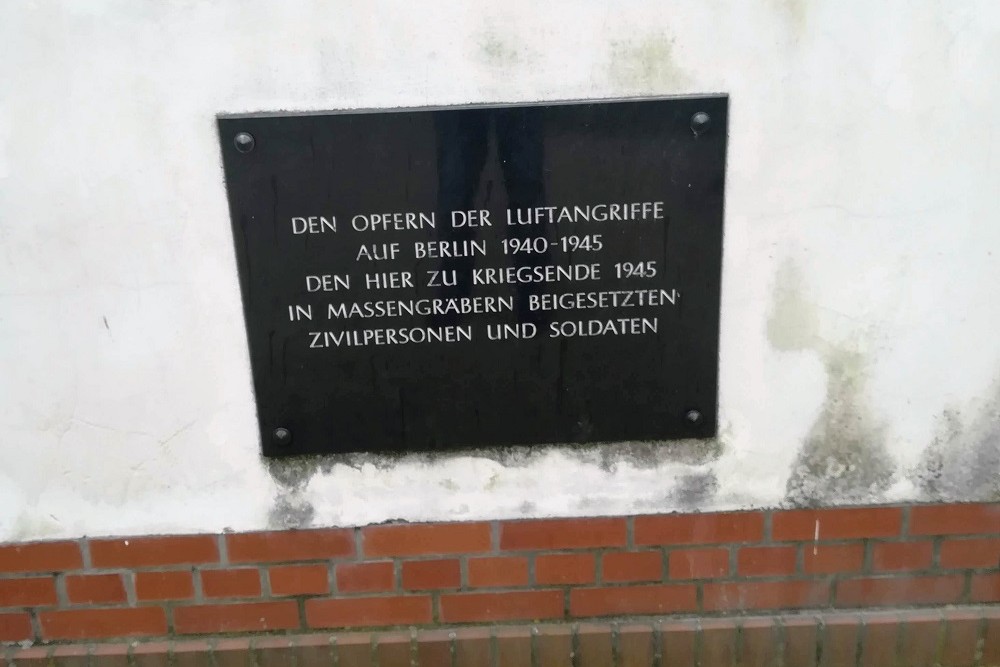 DEN OPFERN DER LUFTANGRIFFE
AUF BERLIN 1940-1945
DEN HIER ZU KRIEGSENDE 1945
IN MASSENGRÄBERN BEIGESETZTEN
ZIVILPERSONEN UND SOLDATEN